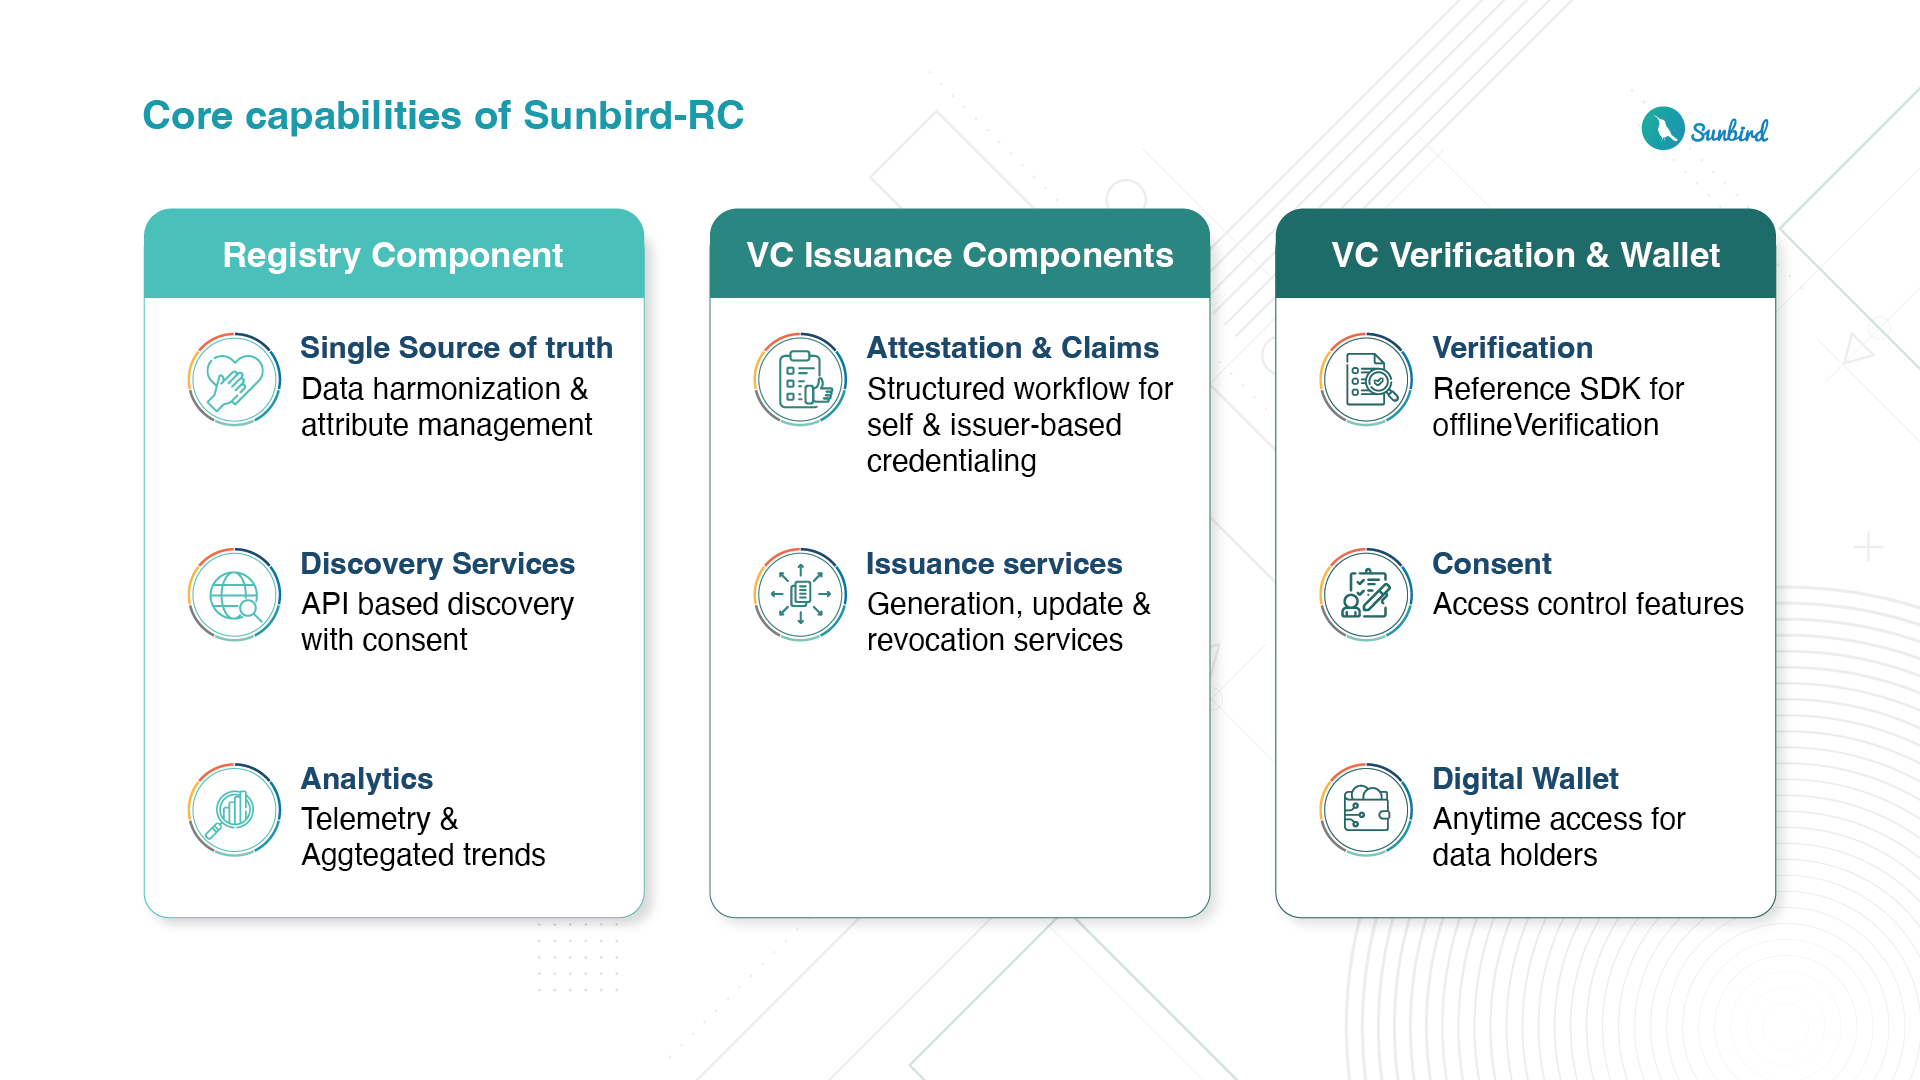 Core capabilities of Sunbird-RC
Sunbird
Registry Component
Single Source of truth
Data harmonization &
attribute management
Discovery Services
API based discovery
with consent
Analytics
Telemetry &
Aggtegated trends
VC Issuance Components
Attestation & Claims
Structured workflow for
self & issuer-based
credentialing
Issuance services
Generation, update &
revocation services
VC Verification & Wallet
Verification
Reference SDK for
offlineVerification
Consent
Access control features
Digital Wallet
Anytime access for
data holders